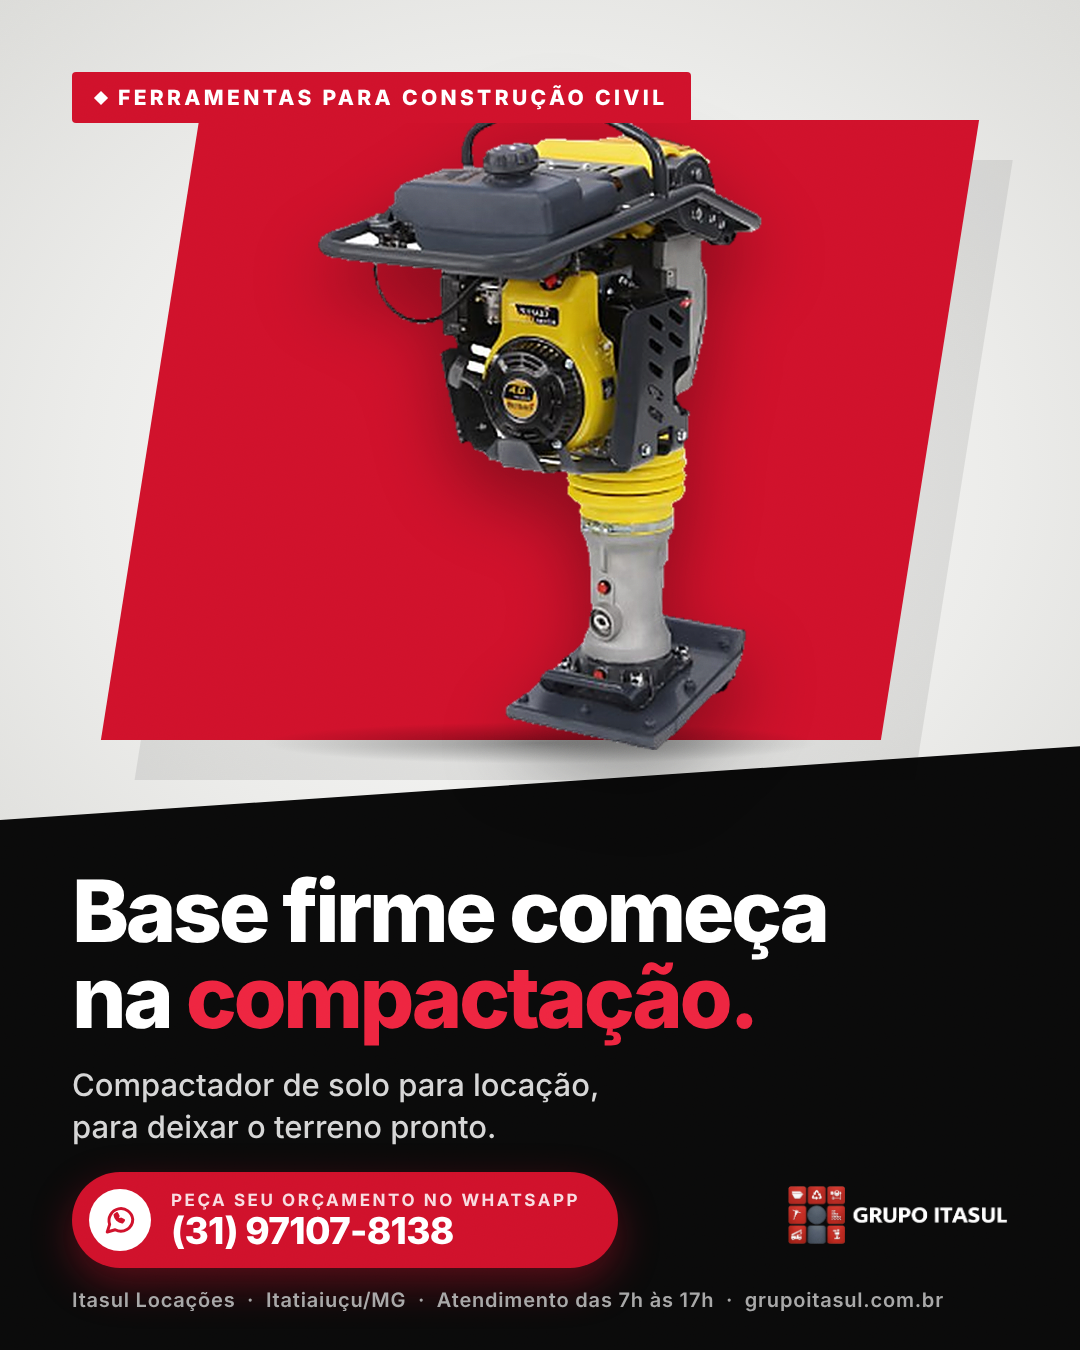 FERRAMENTAS PARA CONSTRUÇÃO CIVIL
4.0
Base firme começa
na compactação.
Compactador de solo para locação,
para deixar o terreno pronto.
PEÇA SEU ORÇAMENTO NO WHATSAPP
(31) 97107-8138
GRUPO ITASUL
Itasul Locações · Itatiaiuçu/MG · Atendimento das 7h às 17h · grupoitasul.com.br